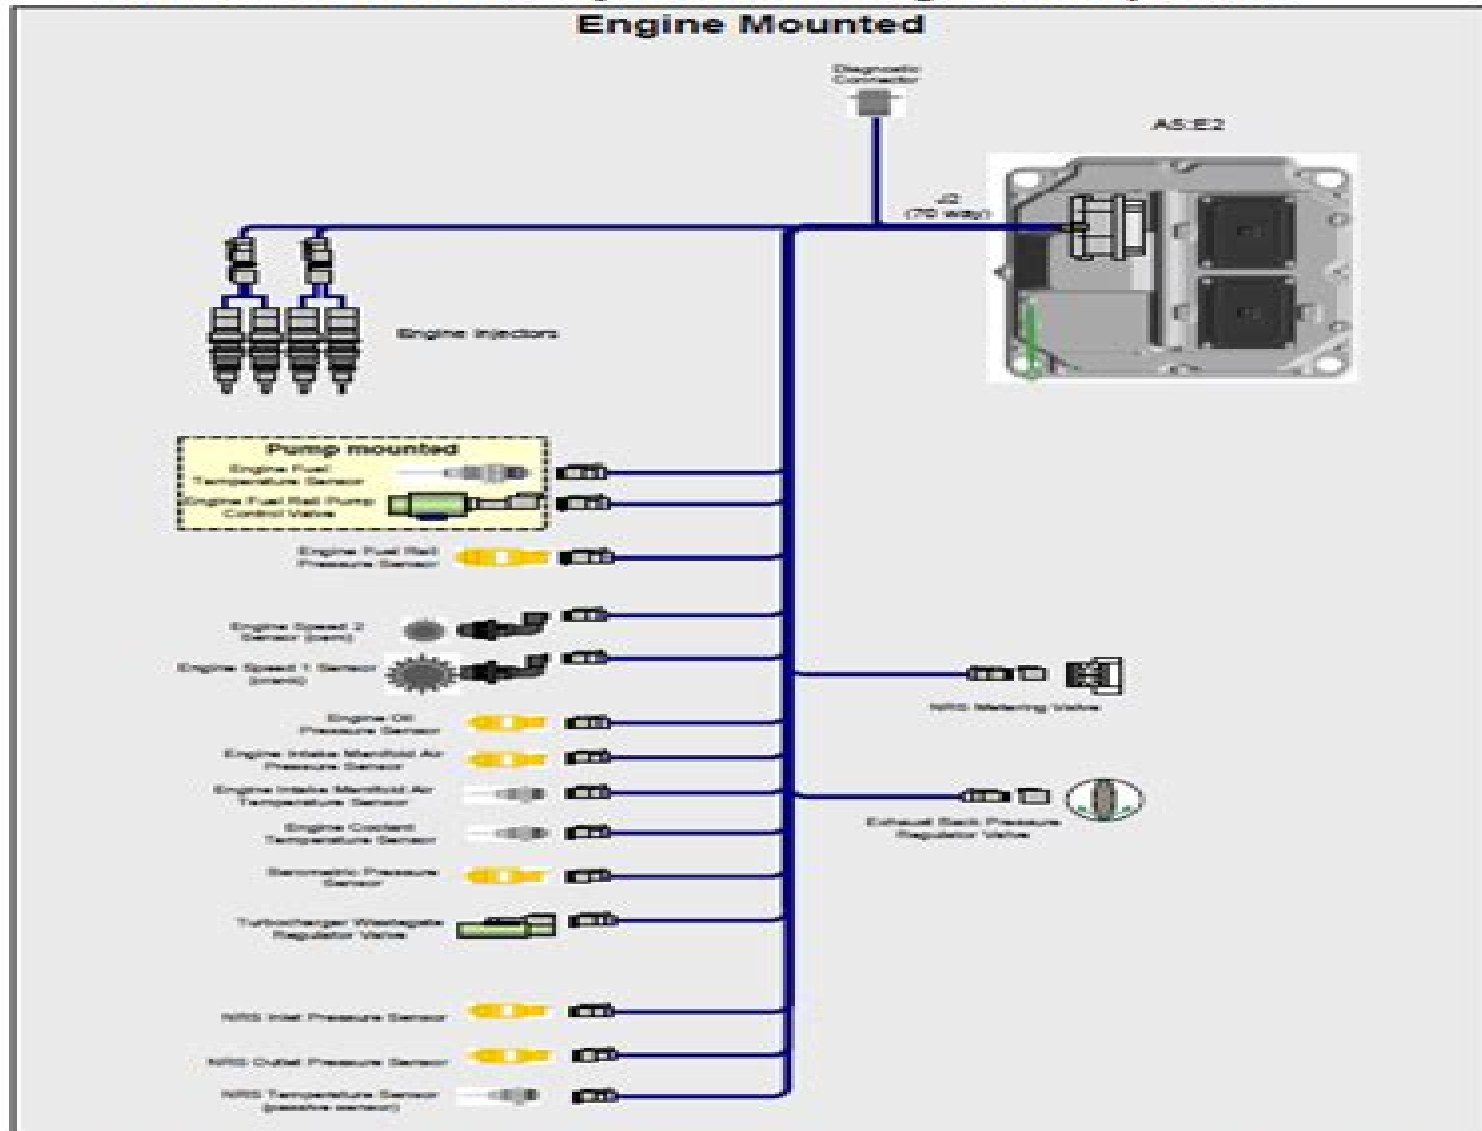 Engine Mounted
Diagnostic
Connector
A5:E2
J2
(70 way)
Engine Injectors
Pump mounted
Engine Fuel
Temperature Sensor
Engine Fuel Rail Pump
Control Valve
Engine Fuel Rail
Pressure Sensor
Engine Speed 2
Sensor (cam)
Engine Speed 1 Sensor
(crank)
Engine Oil
Pressure Sensor
NRS Metering Valve
Engine Intake Manifold Air
Pressure Sensor
Engine Intake Manifold Air
Temperature Sensor
Exhaust Back Pressure
Regulator Valve
Engine Coolant
Temperature Sensor
Barometric Pressure
Sensor
Turbocharger Wastegate
Regulator Valve
NRS Inlet Pressure Sensor
NRS Outlet Pressure Sensor
NRS Temperature Sensor
(passive sensor)